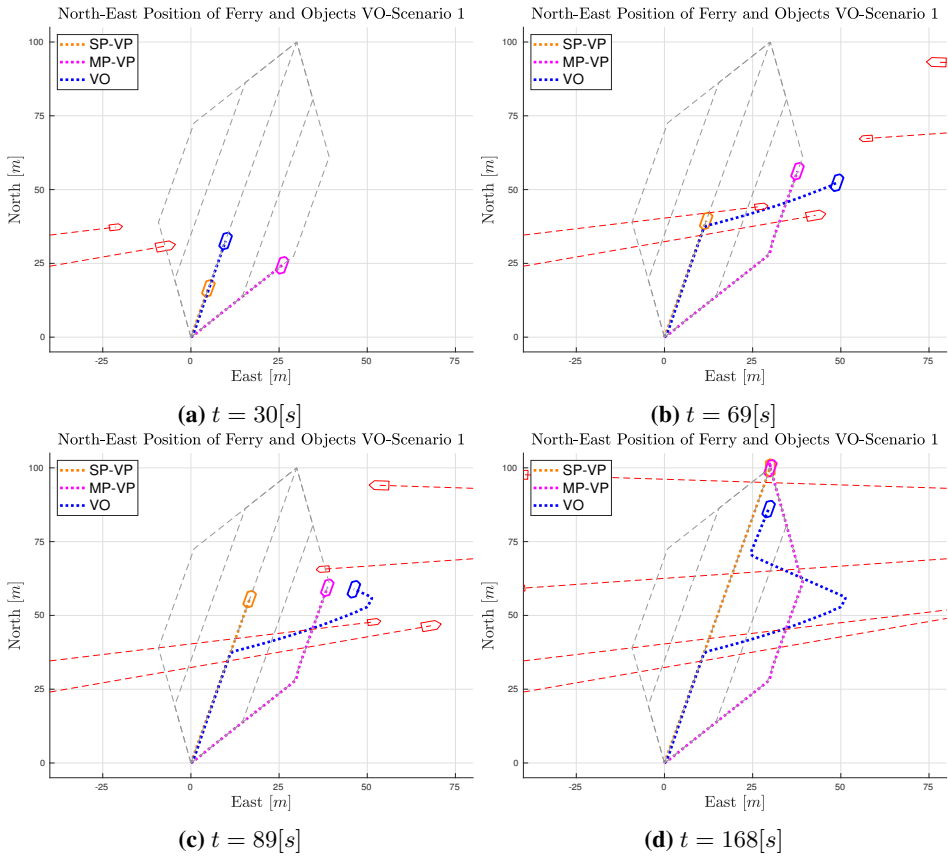 North-East Position of Ferry and Objects VO-Scenario 1
SP-VP
MP-VP
VO
100
75
50
25
0
North [m]
-25
0
25
50
75
East [m]
(a) t = 30[s]
North-East Position of Ferry and Objects VO-Scenario 1
SP-VP
MP-VP
VO
100
75
50
25
0
North [m]
-25
0
25
50
75
East [m]
(b) t = 69[s]
North-East Position of Ferry and Objects VO-Scenario 1
SP-VP
MP-VP
VO
100
75
50
25
0
North [m]
-25
0
25
50
75
East [m]
(c) t = 89[s]
North-East Position of Ferry and Objects VO-Scenario 1
SP-VP
MP-VP
VO
100
75
50
25
0
North [m]
-25
0
25
50
75
East [m]
(d) t = 168[s]